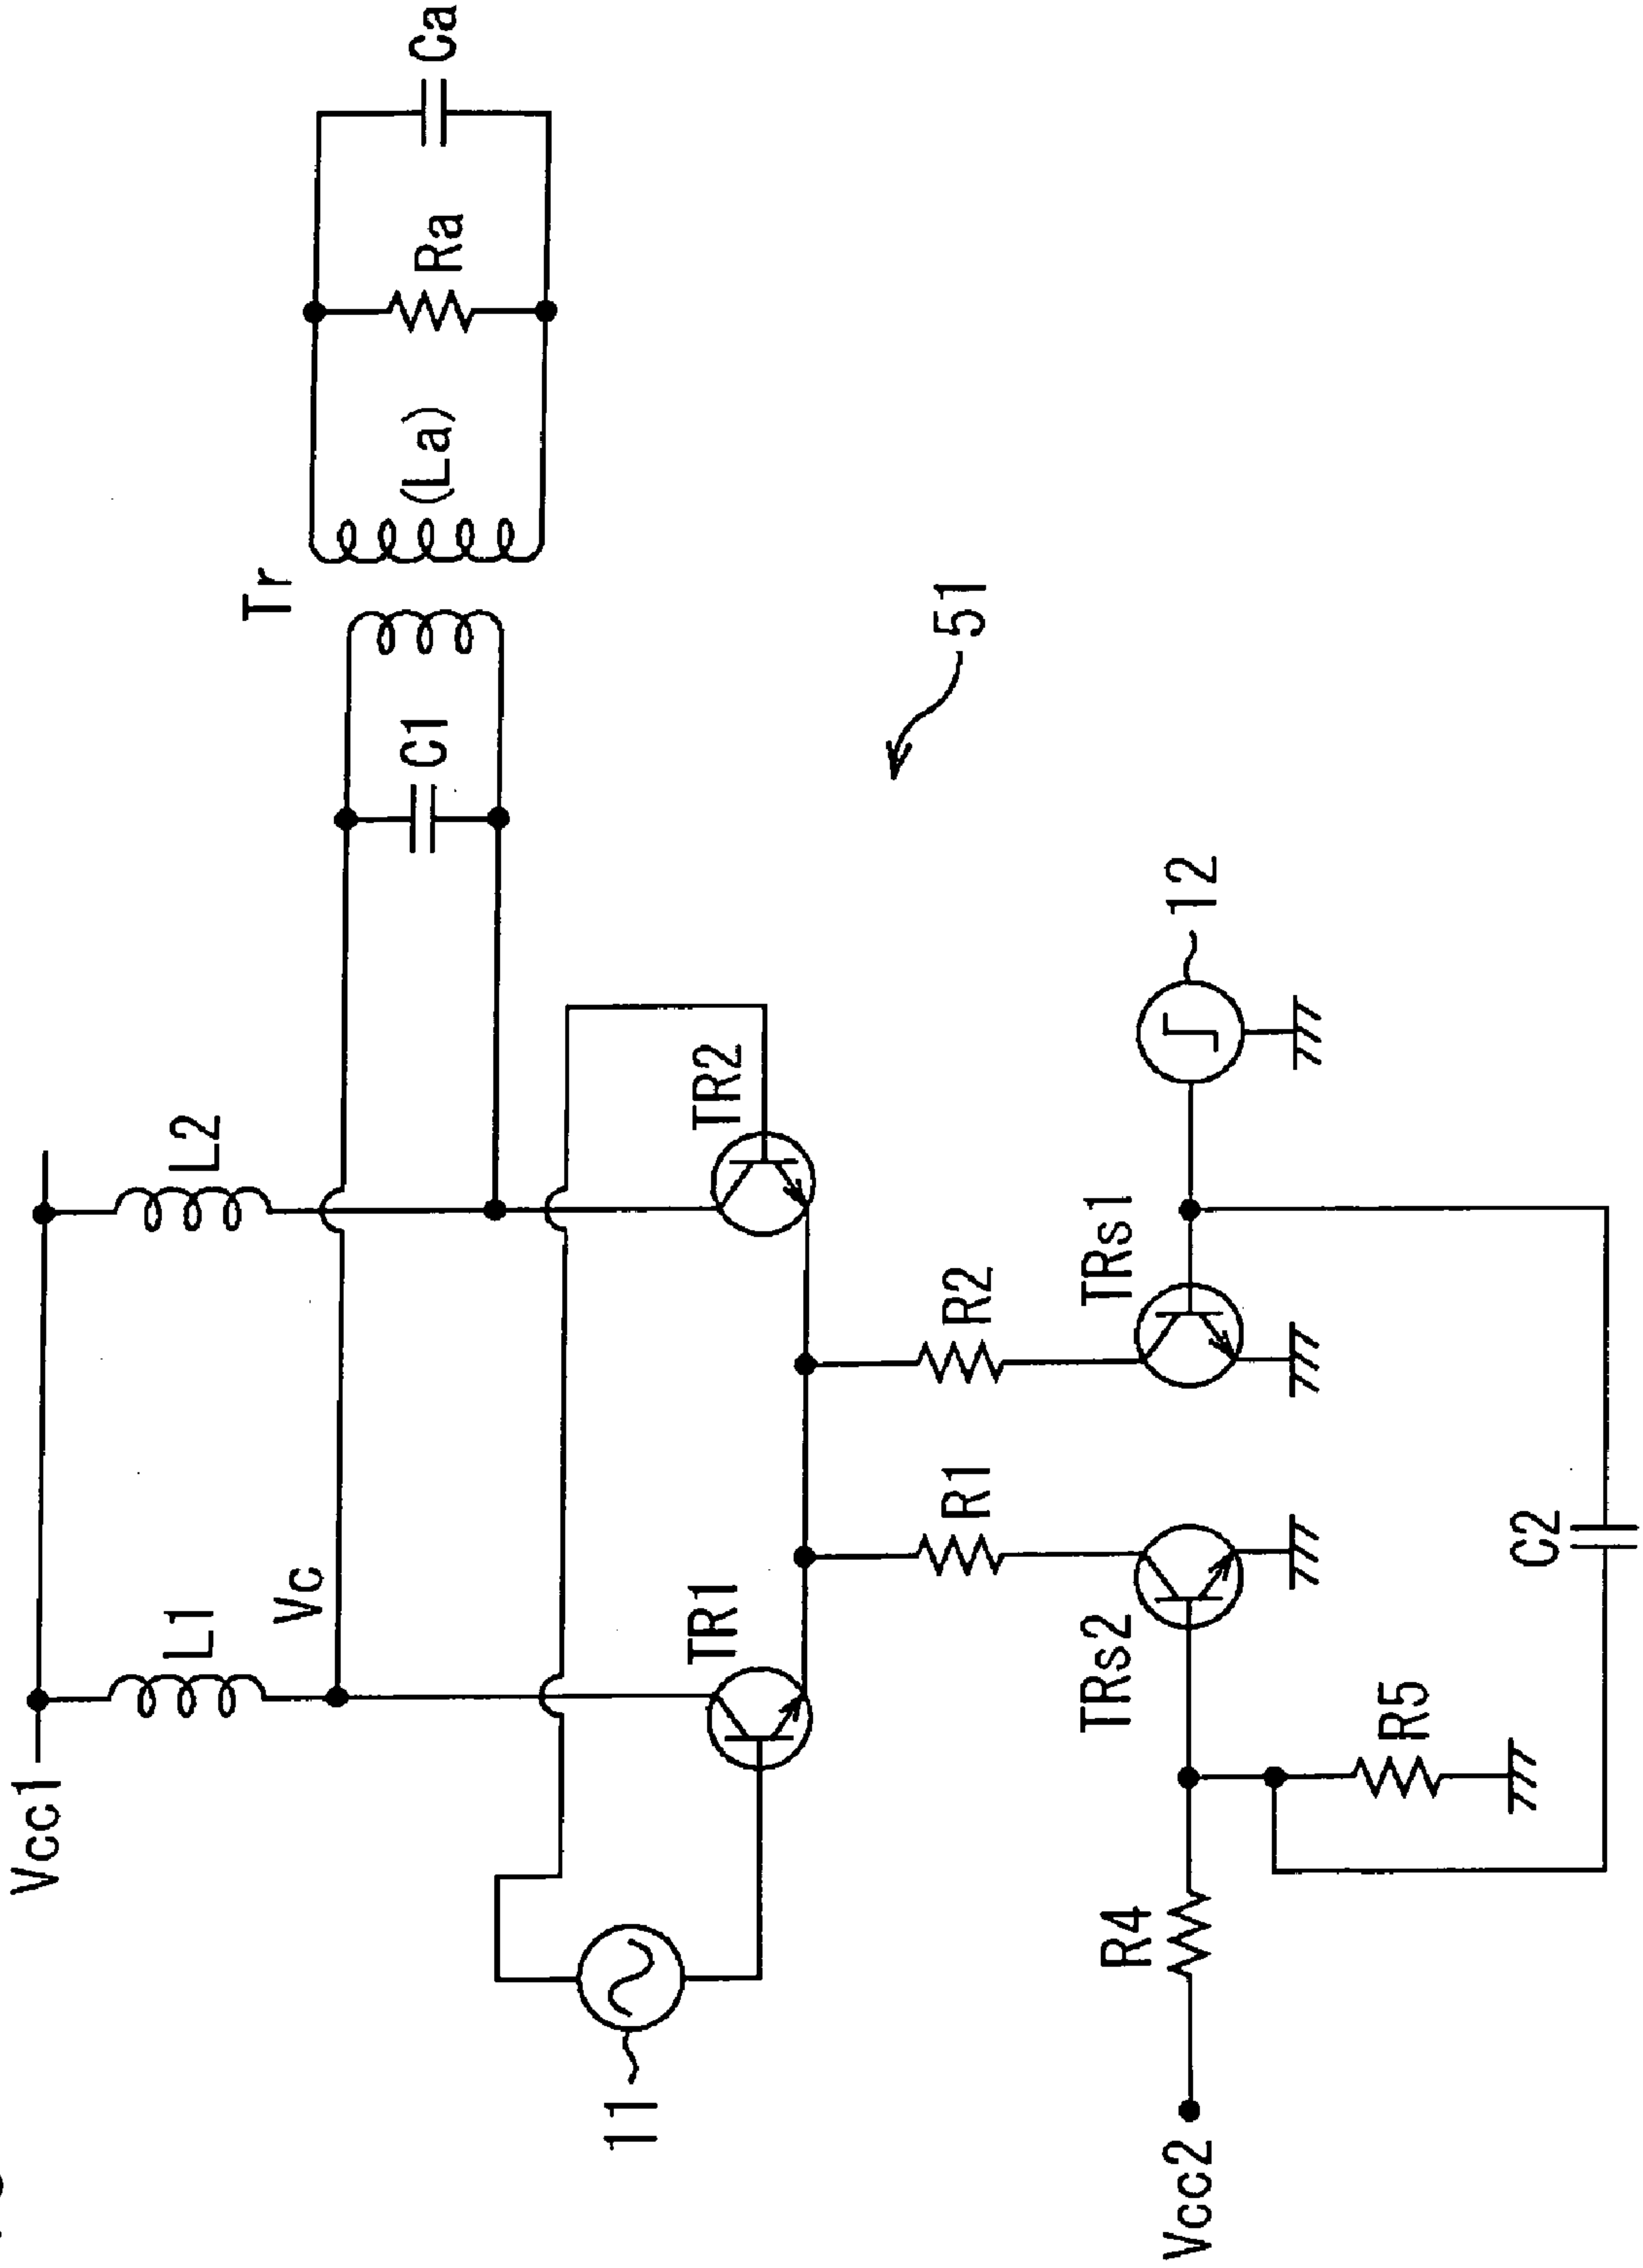 Vcc1
L1
L2
Vc
Tr
C1
(La)
Ra
Ca
11
TR1
TR2
51
R1
R2
TRs2
TRs1
12
Vcc2
R4
R5
C2